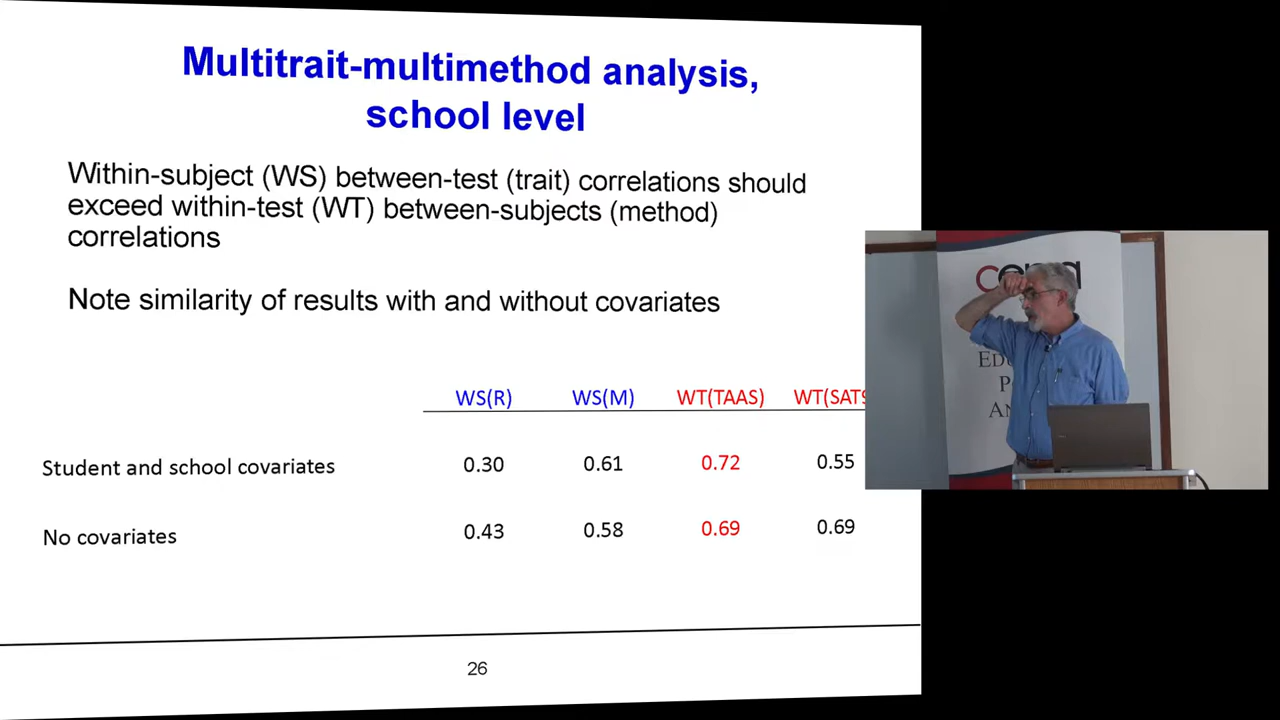 Multitrait-multimethod analysis,
school level
Within-subject (WS) between-test (trait) correlations should
exceed within-test (WT) between-subjects (method)
correlations
Note similarity of results with and without covariates
WS(R) WS(M) WT(TAAS) WT(SAT9
Student and school covariates 0.30 0.61 0.72 0.55
No covariates 0.43 0.58 0.69 0.69
26